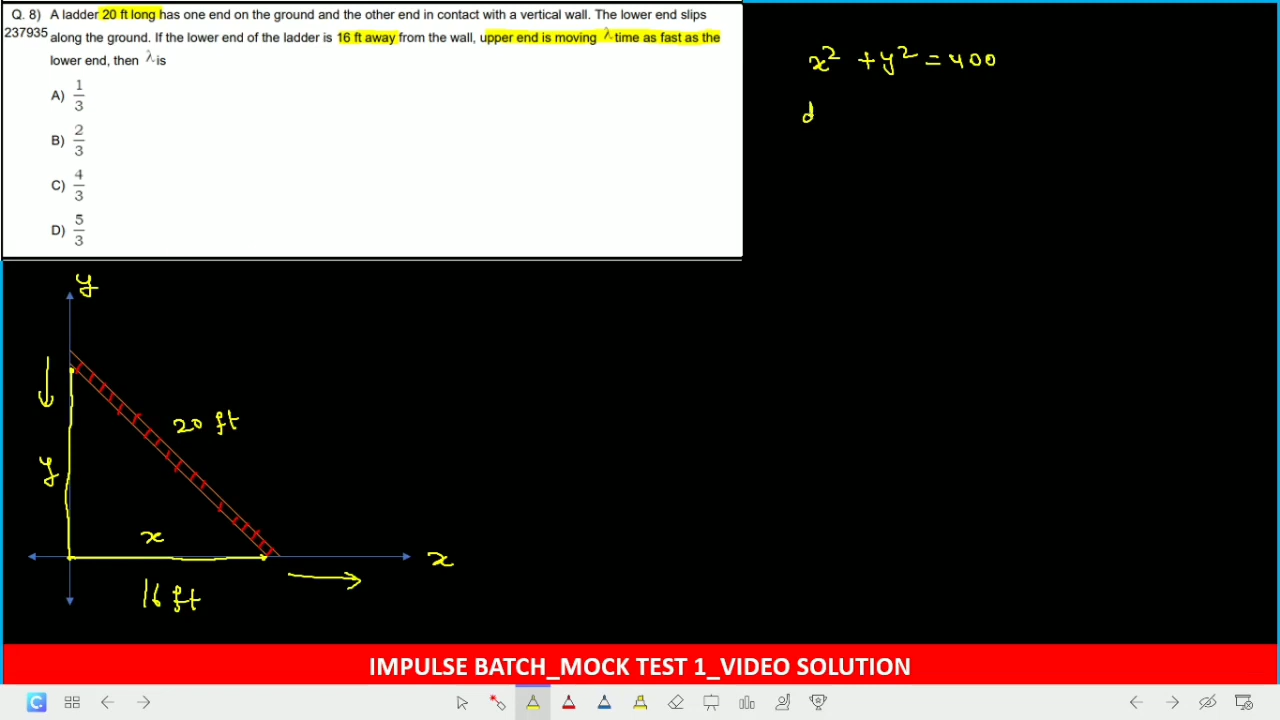 Q. 8) A ladder 20 ft long has one end on the ground and the other end in contact with a vertical wall. The lower end slips
237935 along the ground. If the lower end of the ladder is 16 ft away from the wall, upper end is moving λ time as fast as the
lower end, then λ is
A) 1/3
B) 2/3
C) 4/3
D) 5/3
x² + y² = 400
d
y
20 ft
y
x
x
16 ft
IMPULSE BATCH_MOCK TEST 1_VIDEO SOLUTION